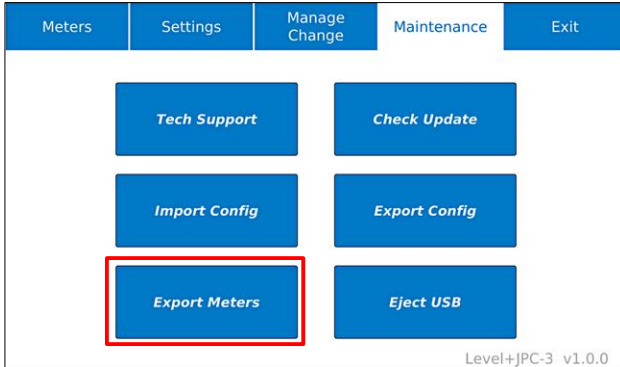 Meters Settings Manage Change Maintenance Exit
Tech Support Check Update
Import Config Export Config
Export Meters Eject USB
Level+JPC-3 v1.0.0